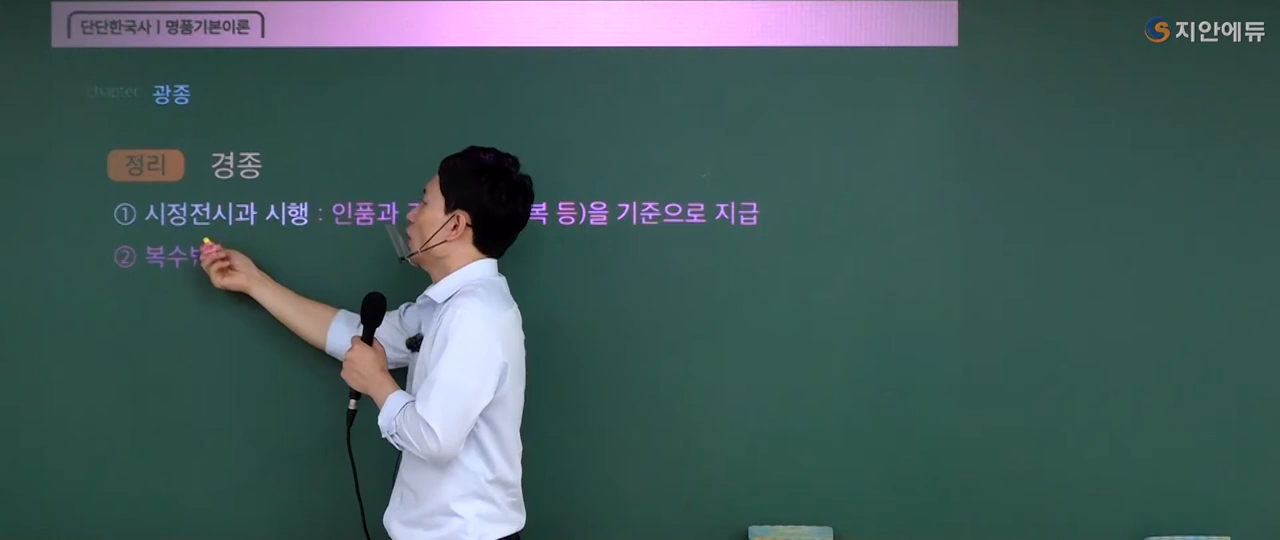 단단한국사 | 명품기본이론
지안에듀
chapter 광종
정리 경종
① 시정전시과 시행 : 인품과 등)을 기준으로 지급
②